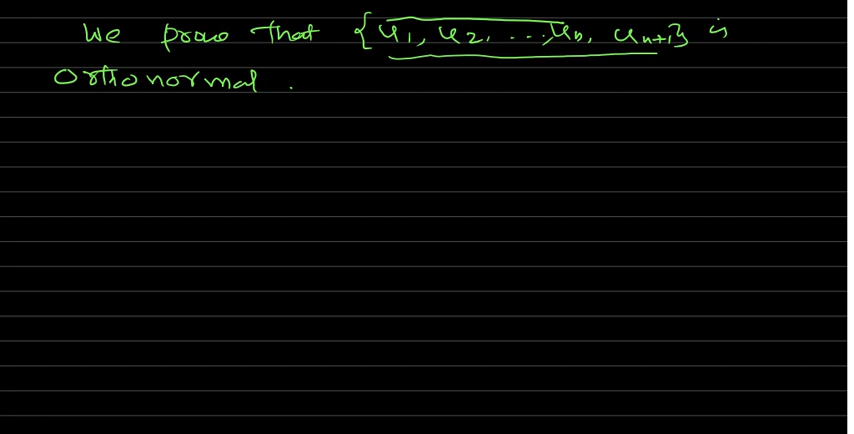 We prove that {u₁, u₂, ..., uₙ, uₙ₊₁} is
Orthonormal .